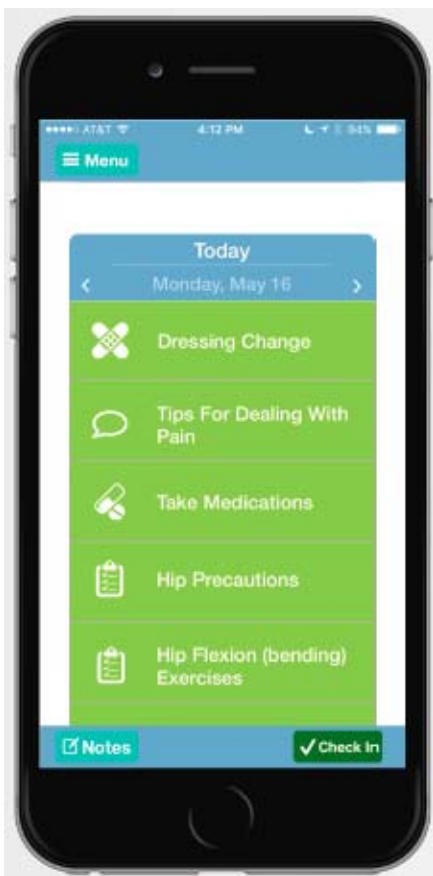 AT&T 4:12 PM 94%
Menu
Today
Monday, May 16
Dressing Change
Tips For Dealing With
Pain
Take Medications
Hip Precautions
Hip Flexion (bending)
Exercises
Notes Check In